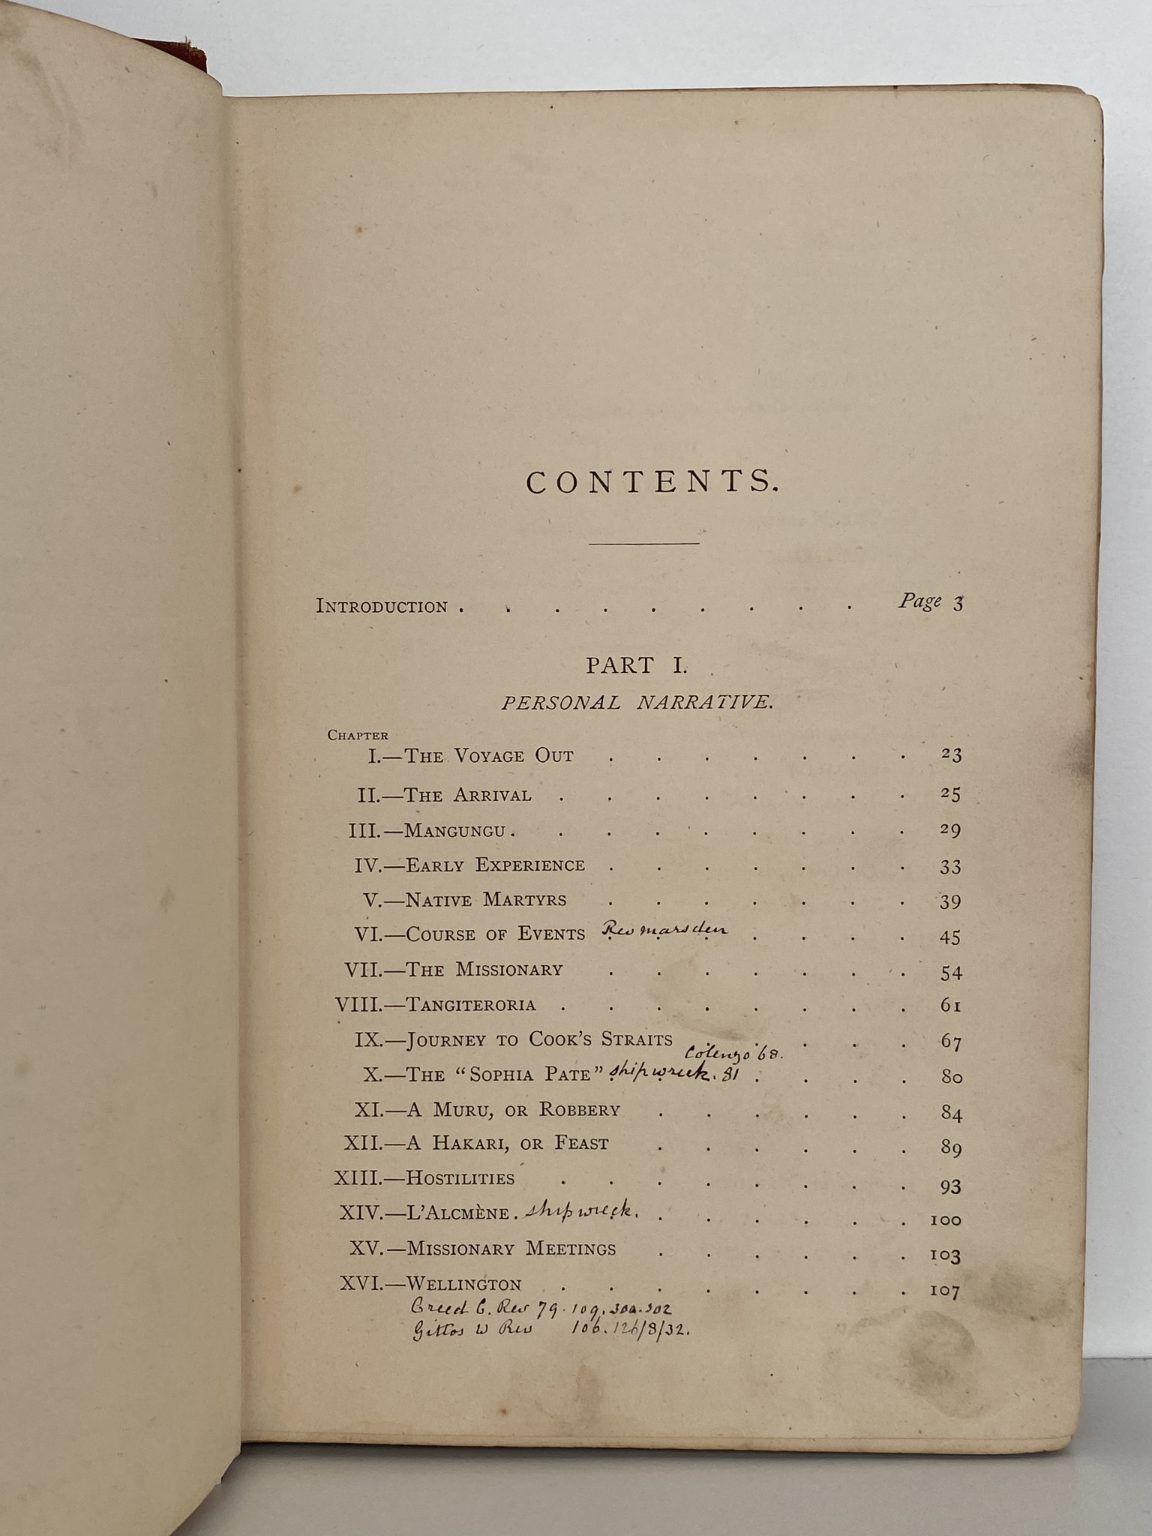 CONTENTS.
INTRODUCTION . . . . . . . . . Page 3
PART I.
PERSONAL NARRATIVE.
CHAPTER
I.—THE VOYAGE OUT . . . . . . . 23
II.—THE ARRIVAL . . . . . . . . 25
III.—MANGUNGU . . . . . . . . . 29
IV.—EARLY EXPERIENCE . . . . . . . 33
V.—NATIVE MARTYRS . . . . . . . 39
VI.—COURSE OF EVENTS Rev marsden . . . . 45
VII.—THE MISSIONARY . . . . . . . 54
VIII.—TANGITERORIA . . . . . . . . 61
IX.—JOURNEY TO COOK'S STRAITS . . . . . 67
Colenzo 68.
X.—THE "SOPHIA PATE" shipwreck. 81 . . . . 80
XI.—A MURU, OR ROBBERY . . . . . . 84
XII.—A HAKARI, OR FEAST . . . . . . 89
XIII.—HOSTILITIES . . . . . . . . 93
XIV.—L'ALCMÈNE . shipwreck. . . . . . . 100
XV.—MISSIONARY MEETINGS . . . . . . 103
XVI.—WELLINGTON . . . . . . . . 107
Creed C. Rev 79. 109. 302
Gittos W Rev 106. 126/8/32.